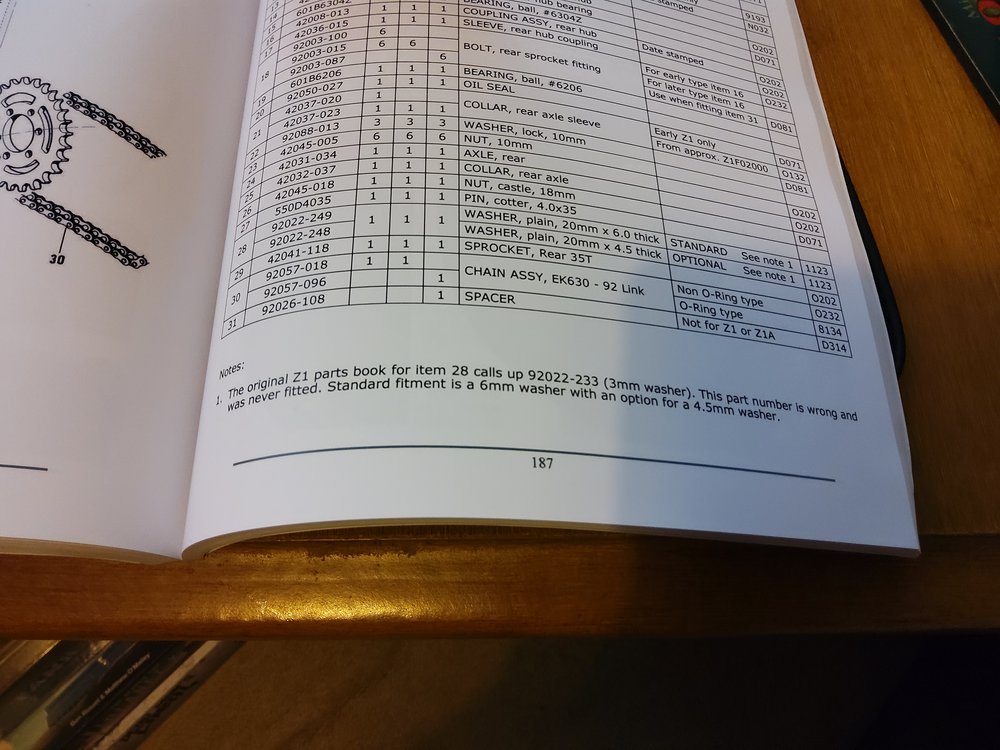 13 42
hub bearing
stamped
601B6304Z BEARING, ball, #6304Z 9193
15 42008-013 1 1 1 COUPLING ASSY, rear hub N032
16 42036-015 1 1 1 SLEEVE, rear hub coupling Date stamped O202
17 92003-100 6 For early type item 16 D071
18 92003-015 6 6 BOLT, rear sprocket fitting For later type item 16 O202
92003-087 6 Use when fitting item 31 O202
19 601B6206 1 1 1 BEARING, ball, #6206 O232
20 92050-027 1 1 1 OIL SEAL D081
21 42037-020 1 COLLAR, rear axle sleeve Early Z1 only
42037-023 1 1 From approx. Z1F02000
22 92088-013 3 3 3 WASHER, lock, 10mm D071
23 42045-005 6 6 6 NUT, 10mm O132
24 42031-034 1 1 1 AXLE, rear D081
25 42032-037 1 1 1 COLLAR, rear axle
26 42045-018 1 1 1 NUT, castle, 18mm O202
27 550D4035 1 1 1 PIN, cotter, 4.0x35 O202
28 92022-249 1 1 1 WASHER, plain, 20mm x 6.0 thick STANDARD See note 1 D071
92022-248 WASHER, plain, 20mm x 4.5 thick OPTIONAL See note 1 1123
29 42041-118 1 1 1 SPROCKET, Rear 35T 1123
30 92057-018 1 1 CHAIN ASSY, EK630 - 92 Link Non O-Ring type O202
92057-096 1 O-Ring type O232
31 92026-108 1 SPACER Not for Z1 or Z1A 8134
D314
30
Notes:
1. The original Z1 parts book for item 28 calls up 92022-233 (3mm washer). This part number is wrong and
was never fitted. Standard fitment is a 6mm washer with an option for a 4.5mm washer.
187